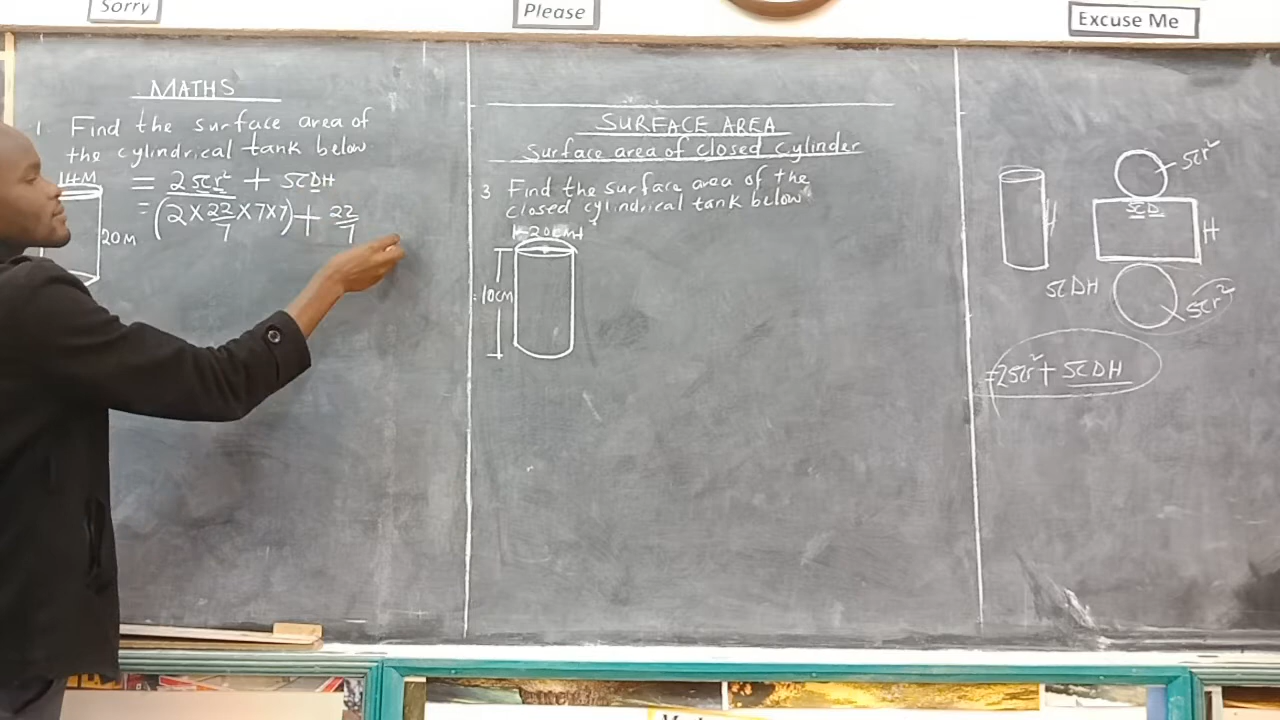 Sorry
Please
Excuse Me
MATHS
1. Find the surface area of
the cylindrical tank below
14M
= 2πr² + πDH
= (2 × 22/7 × 7 × 7) + 22/7
20M
SURFACE AREA
Surface area of closed cylinder
3 Find the surface area of the
closed cylindrical tank below
20cm
10cm
πr²
H
πD
H
πDH
πr²
=2πr² + πDH